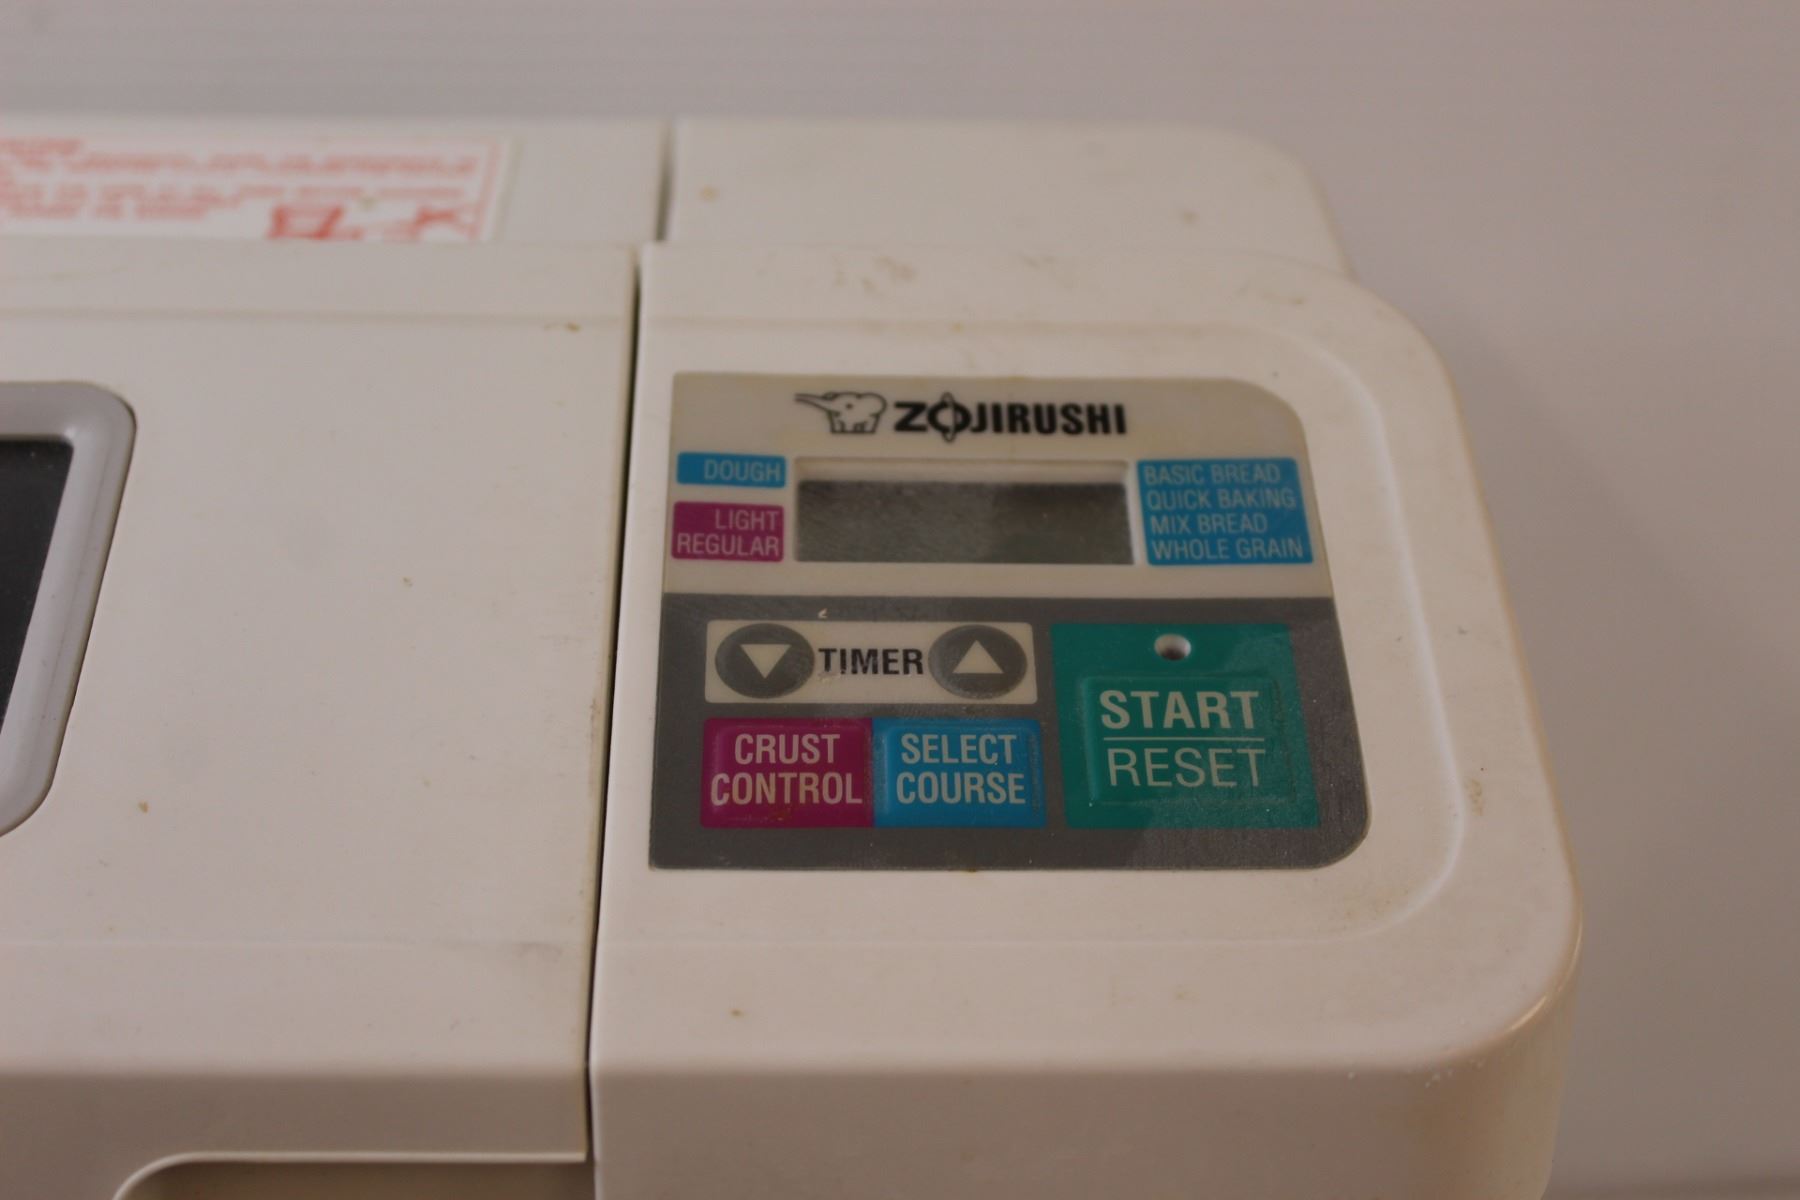 ZOJIRUSHI
DOUGH
LIGHT
REGULAR
BASIC BREAD
QUICK BAKING
MIX BREAD
WHOLE GRAIN
TIMER
CRUST
CONTROL
SELECT
COURSE
START
RESET